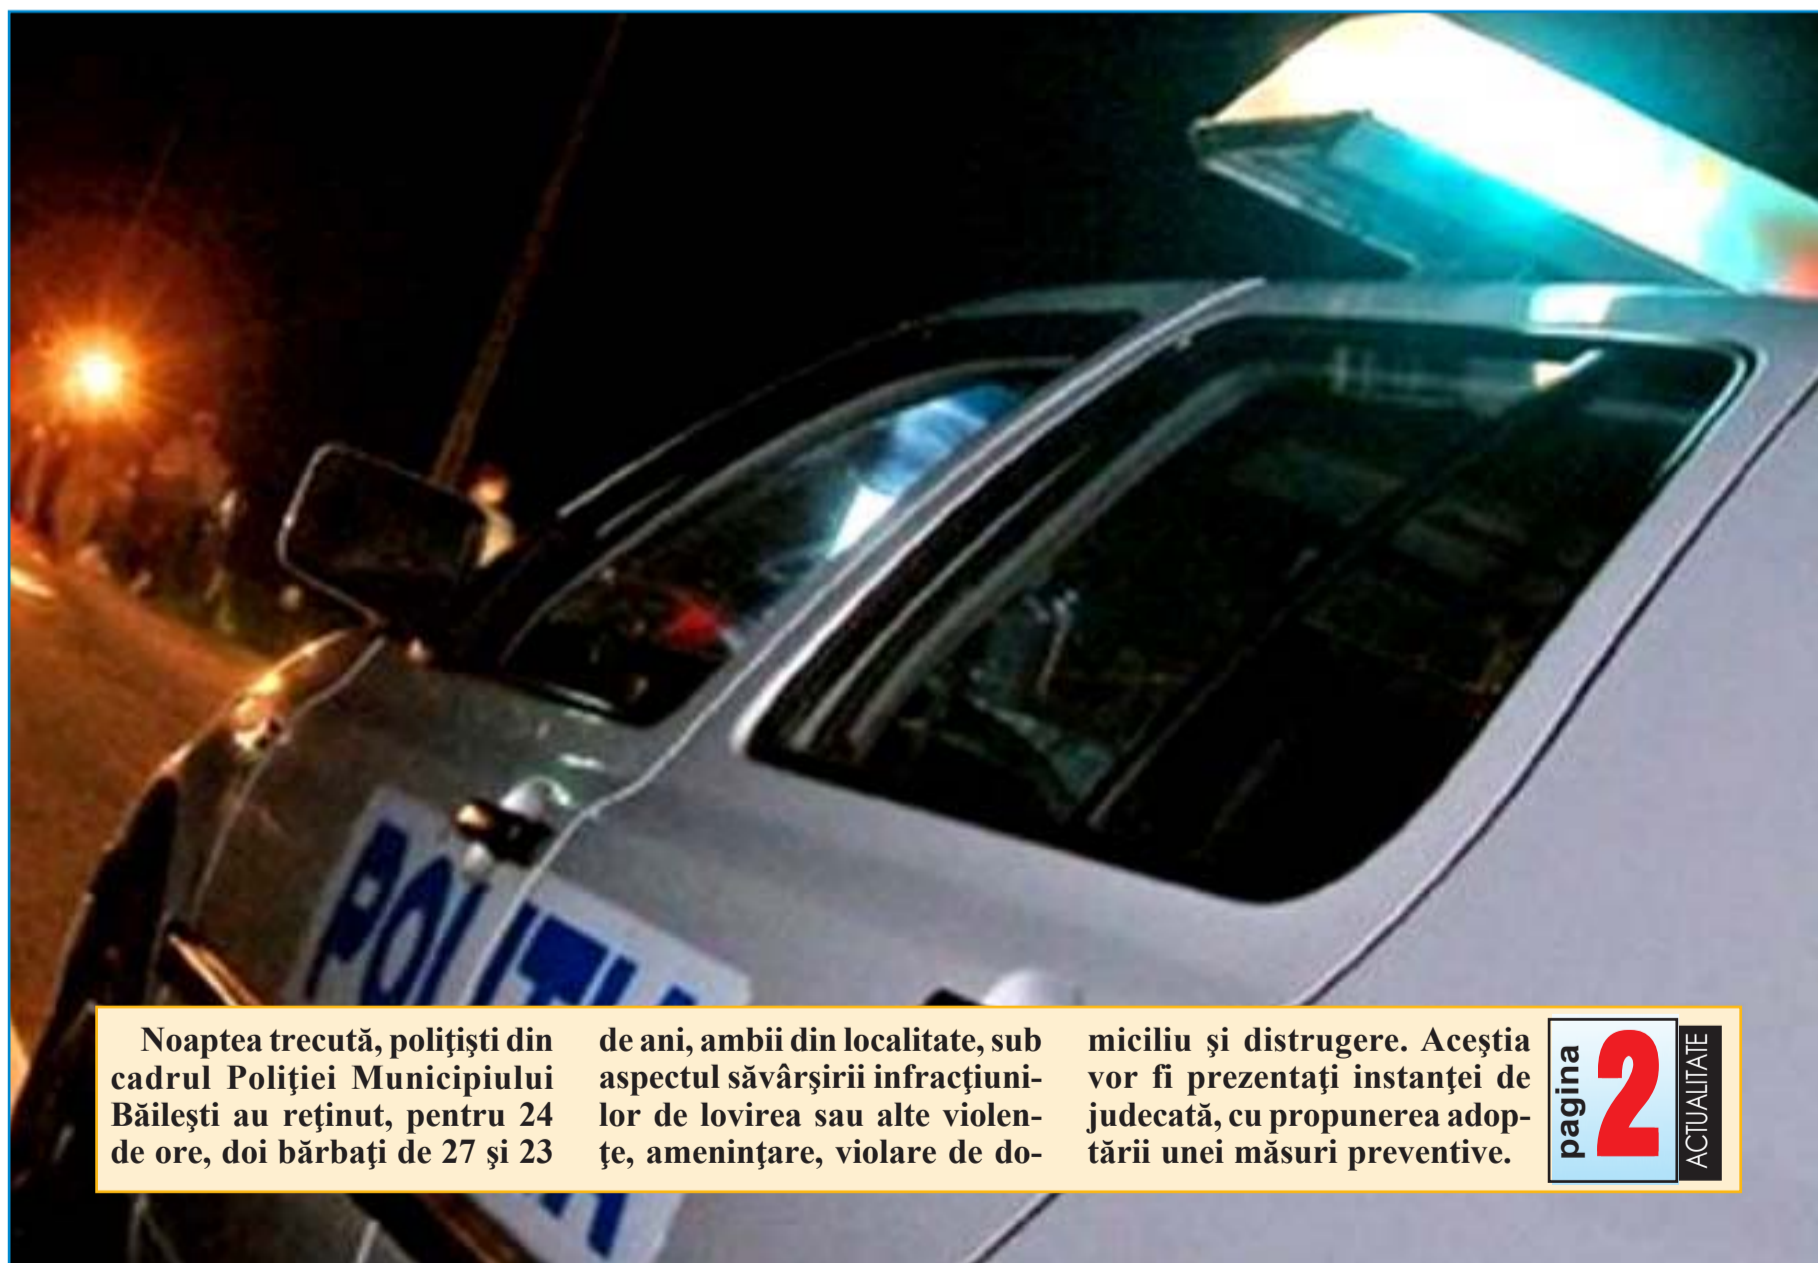 POLIȚIA
Noaptea trecută, poliţişti din
cadrul Poliţiei Municipiului
Băileşti au reţinut, pentru 24
de ore, doi bărbaţi de 27 şi 23
de ani, ambii din localitate, sub
aspectul săvârşirii infracţiuni-
lor de lovirea sau alte violen-
ţe, ameninţare, violare de do-
miciliu şi distrugere. Aceştia
vor fi prezentaţi instanţei de
judecată, cu propunerea adop-
tării unei măsuri preventive.
pagina
2
ACTUALITATE